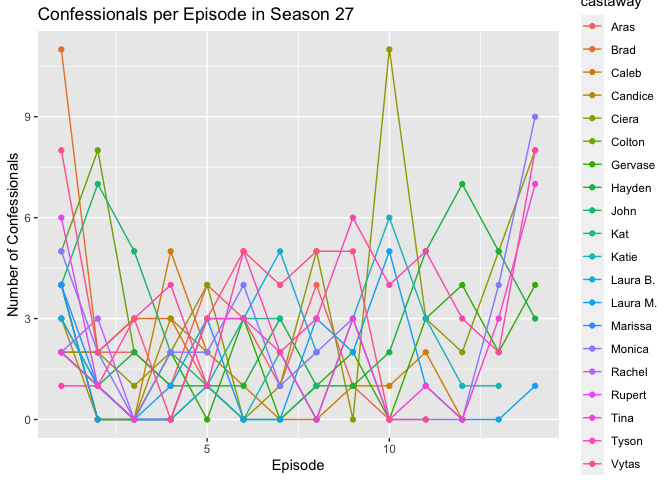 Confessionals per Episode in Season 27
castaway
Aras
Brad
Caleb
Candice
Ciera
Colton
Gervase
Hayden
John
Kat
Katie
Laura B.
Laura M.
Marissa
Monica
Rachel
Rupert
Tina
Tyson
Vytas
Number of Confessionals
9
6
3
0
5
10
Episode